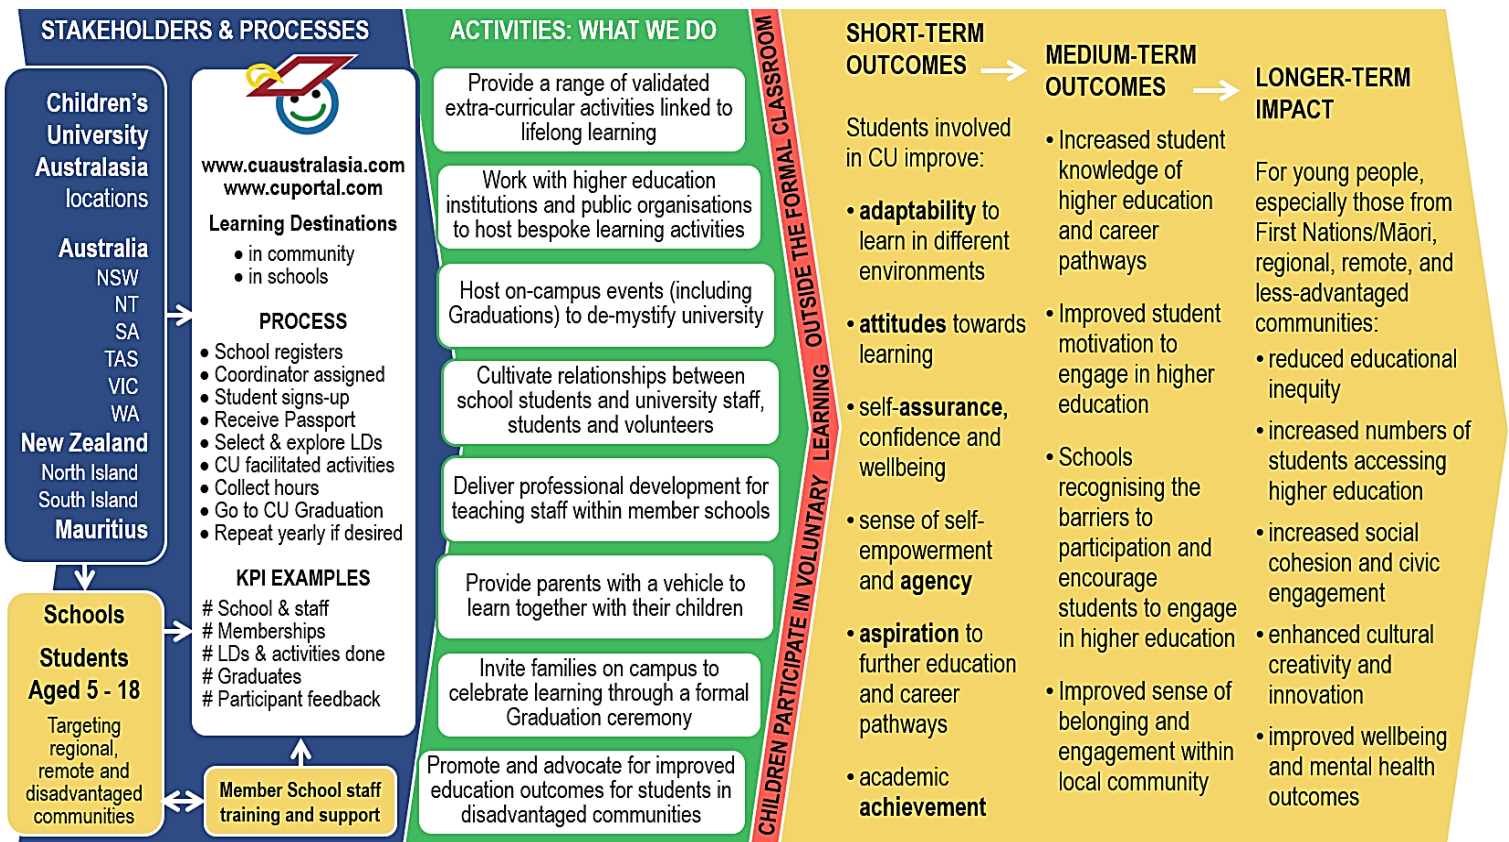 STAKEHOLDERS & PROCESSES
Children's
University
Australasia
locations
Australia
NSW
NT
SA
TAS
VIC
WA
New Zealand
North Island
South Island
Mauritius
Schools
Students
Aged 5 - 18
Targeting
regional,
remote and
disadvantaged
communities
www.cuaustralasia.com
www.cuportal.com
Learning Destinations
● in community
● in schools
PROCESS
● School registers
● Coordinator assigned
● Student signs-up
● Receive Passport
● Select & explore LDs
● CU facilitated activities
● Collect hours
● Go to CU Graduation
● Repeat yearly if desired
KPI EXAMPLES
# School & staff
# Memberships
# LDs & activities done
# Graduates
# Participant feedback
Member School staff
training and support
ACTIVITIES: WHAT WE DO
Provide a range of validated
extra-curricular activities linked to
lifelong learning
Work with higher education
institutions and public organisations
to host bespoke learning activities
Host on-campus events (including
Graduations) to de-mystify university
Cultivate relationships between
school students and university staff,
students and volunteers
Deliver professional development for
teaching staff within member schools
Provide parents with a vehicle to
learn together with their children
Invite families on campus to
celebrate learning through a formal
Graduation ceremony
Promote and advocate for improved
education outcomes for students in
disadvantaged communities
CHILDREN PARTICIPATE IN VOLUNTARY LEARNING OUTSIDE THE FORMAL CLASSROOM
SHORT-TERM
OUTCOMES
Students involved
in CU improve:
• adaptability to
learn in different
environments
• attitudes towards
learning
• self-assurance,
confidence and
wellbeing
• sense of self-
empowerment
and agency
• aspiration to
further education
and career
pathways
• academic
achievement
MEDIUM-TERM
OUTCOMES
• Increased student
knowledge of
higher education
and career
pathways
• Improved student
motivation to
engage in higher
education
• Schools
recognising the
barriers to
participation and
encourage
students to engage
in higher education
• Improved sense of
belonging and
engagement within
local community
LONGER-TERM
IMPACT
For young people,
especially those from
First Nations/Māori,
regional, remote, and
less-advantaged
communities:
• reduced educational
inequity
• increased numbers of
students accessing
higher education
• increased social
cohesion and civic
engagement
• enhanced cultural
creativity and
innovation
• improved wellbeing
and mental health
outcomes